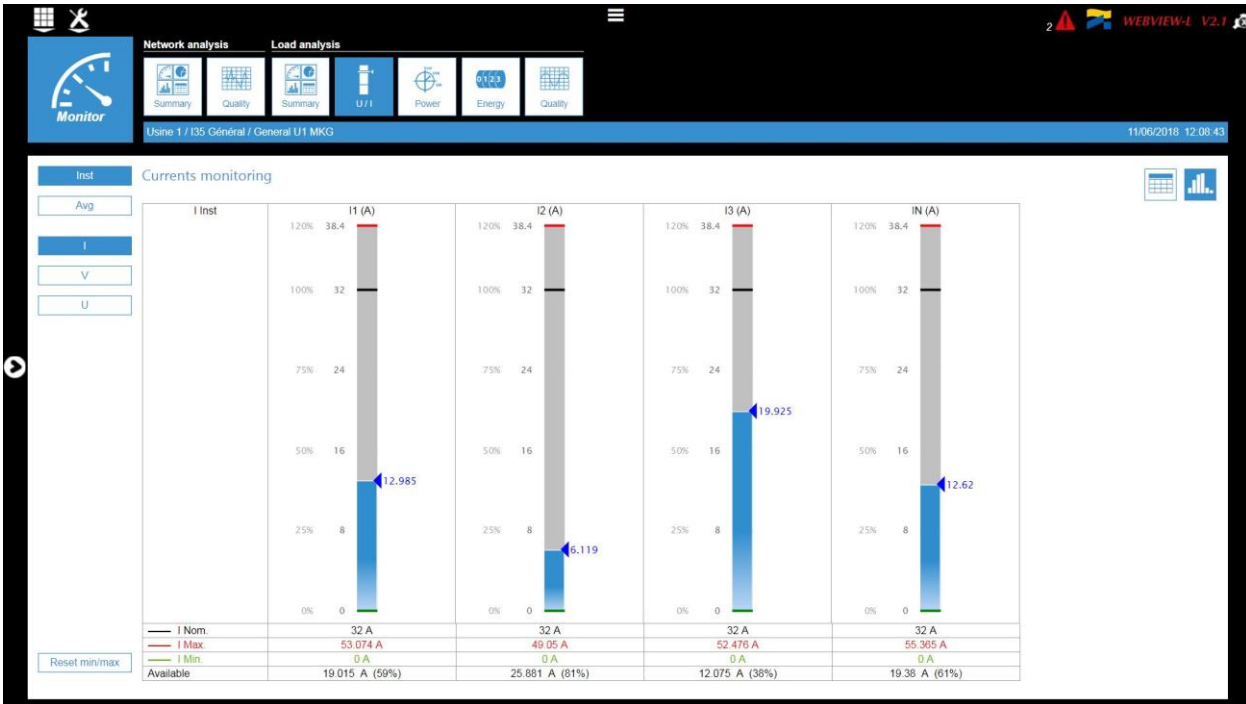 2 WEBVIEW-L V2.1
Network analysis Load analysis
Summary Quality Summary U / I Power Energy Quality
0123
Monitor
Usine 1 / I35 Général / General U1 MKG 11/06/2018 12:08:43
Inst
Avg
I
V
U
Reset min/max
Currents monitoring
I Inst I1 (A) I2 (A) I3 (A) IN (A)
120% 38.4 120% 38.4 120% 38.4 120% 38.4
100% 32 100% 32 100% 32 100% 32
75% 24 75% 24 75% 24 75% 24
19.925
50% 16 50% 16 50% 16 50% 16
12.985 12.62
25% 8 25% 8 25% 8 25% 8
6.119
0% 0 0% 0 0% 0 0% 0
I Nom. 32 A 32 A 32 A 32 A
I Max. 53.074 A 49.05 A 52.476 A 55.365 A
I Min. 0 A 0 A 0 A 0 A
Available 19.015 A (59%) 25.881 A (81%) 12.075 A (38%) 19.38 A (61%)